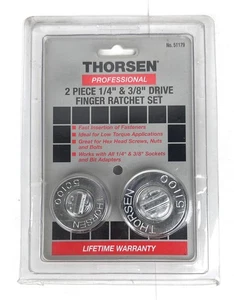 No. 51170
THORSEN
PROFESSIONAL
2 PIECE 1/4" & 3/8" DRIVE
FINGER RATCHET SET
Fast Insertion of Fasteners
Ideal for Low Torque Applications
Great for Hex Head Screws, Nuts
and Bolts
Works with All 1/4" & 3/8" Sockets
and Bit Adapters
THORSEN
THORSEN
LIFETIME WARRANTY